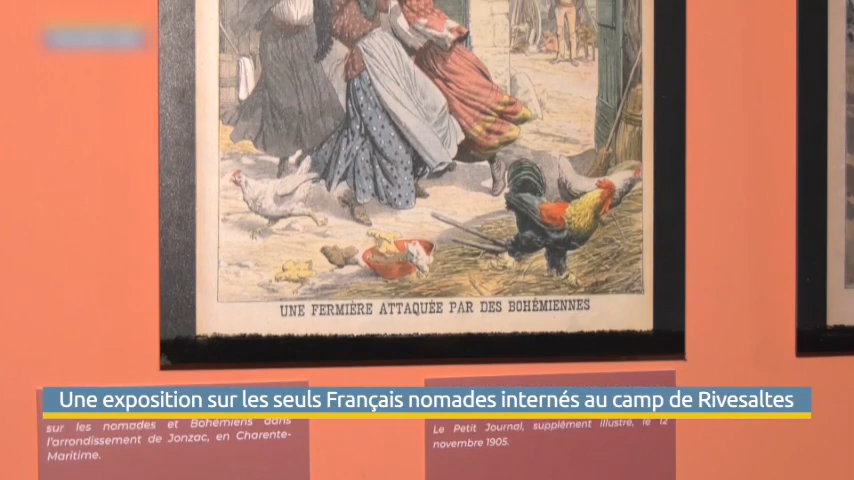 UNE FERMIÈRE ATTAQUÉE PAR DES BOHÉMIENNES
Une exposition sur les seuls Français nomades internés au camp de Rivesaltes
sur les nomades et Bohémiens dans
l'arrondissement de Jonzac, en Charente-
Maritime.
Le Petit Journal, supplément illustré, le 12
novembre 1905.